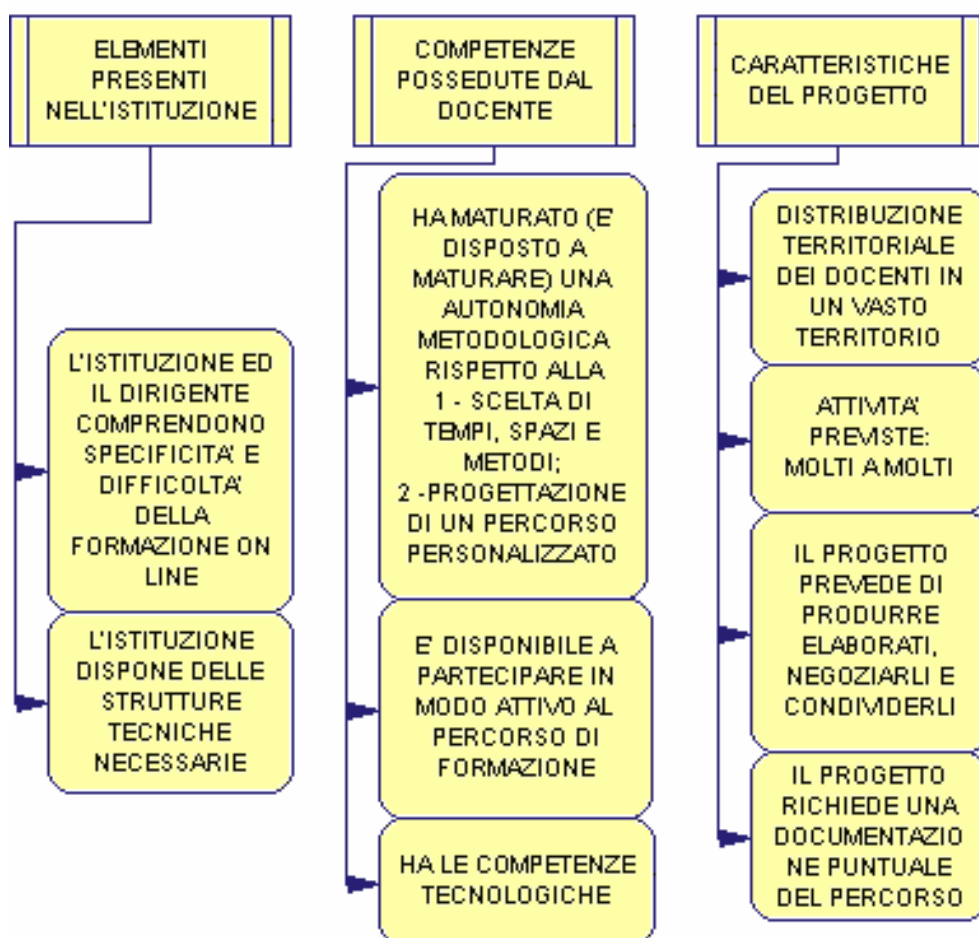 ELEMENTI
PRESENTI
NELL'ISTITUZIONE
L'ISTITUZIONE ED
IL DIRIGENTE
COMPRENDONO
SPECIFICITA' E
DIFFICOLTA'
DELLA
FORMAZIONE ON
LINE
L'ISTITUZIONE
DISPONE DELLE
STRUTTURE
TECNICHE
NECESSARIE
COMPETENZE
POSSEDUTE DAL
DOCENTE
HA MATURATO (E'
DISPOSTO A
MATURARE) UNA
AUTONOMIA
METODOLOGICA
RISPETTO ALLA
1 - SCELTA DI
TEMPI, SPAZI E
METODI;
2 -PROGETTAZIONE
DI UN PERCORSO
PERSONALIZZATO
E' DISPONIBILE A
PARTECIPARE IN
MODO ATTIVO AL
PERCORSO DI
FORMAZIONE
HA LE COMPETENZE
TECNOLOGICHE
CARATTERISTICHE
DEL PROGETTO
DISTRIBUZIONE
TERRITORIALE
DEI DOCENTI IN
UN VASTO
TERRITORIO
ATTIVITA'
PREVISTE:
MOLTI A MOLTI
IL PROGETTO
PREVEDE DI
PRODURRE
ELABORATI,
NEGOZIARLI E
CONDIVIDERLI
IL PROGETTO
RICHIEDE UNA
DOCUMENTAZIO
NE PUNTUALE
DEL PERCORSO